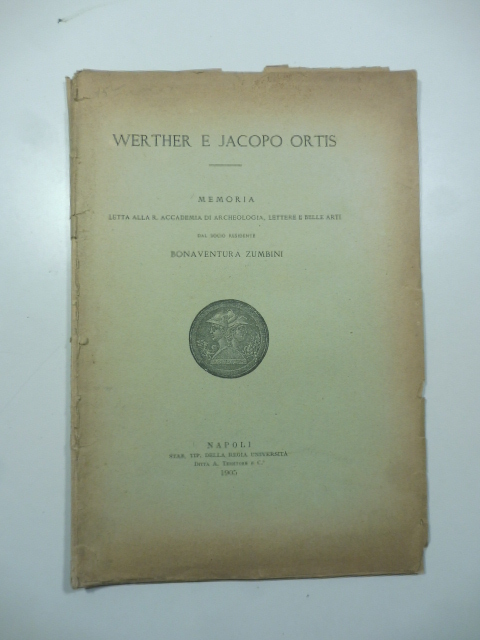 WERTHER E JACOPO ORTIS
MEMORIA
LETTA ALLA R. ACCADEMIA DI ARCHEOLOGIA, LETTERE E BELLE ARTI
DAL SOCIO RESIDENTE
BONAVENTURA ZUMBINI
NAPOLI
STAB. TIP. DELLA REGIA UNIVERSITÀ
DITTA A. TESSITORE E C.
1905